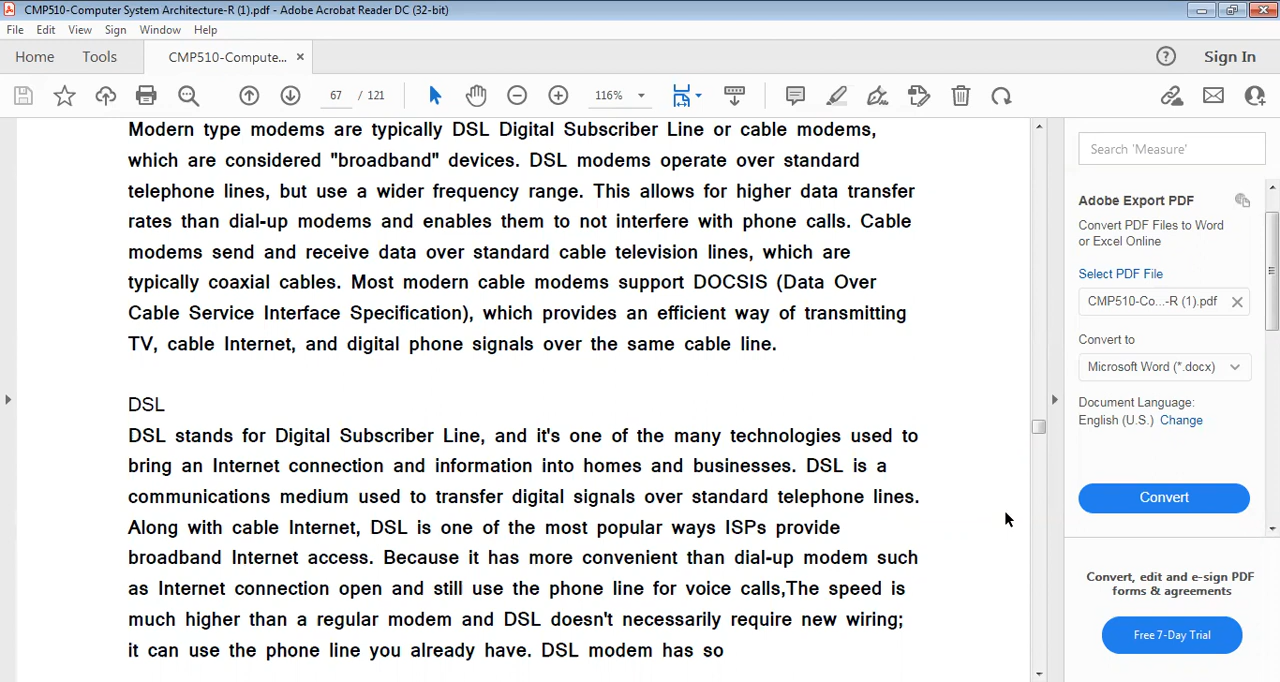 CMP510-Computer System Architecture-R (1).pdf - Adobe Acrobat Reader DC (32-bit)
File Edit View Sign Window Help
Home Tools CMP510-Compute... × Sign In
67 / 121 116%
Modern type modems are typically DSL Digital Subscriber Line or cable modems,
which are considered "broadband" devices. DSL modems operate over standard
telephone lines, but use a wider frequency range. This allows for higher data transfer
rates than dial-up modems and enables them to not interfere with phone calls. Cable
modems send and receive data over standard cable television lines, which are
typically coaxial cables. Most modern cable modems support DOCSIS (Data Over
Cable Service Interface Specification), which provides an efficient way of transmitting
TV, cable Internet, and digital phone signals over the same cable line.
DSL
DSL stands for Digital Subscriber Line, and it's one of the many technologies used to
bring an Internet connection and information into homes and businesses. DSL is a
communications medium used to transfer digital signals over standard telephone lines.
Along with cable Internet, DSL is one of the most popular ways ISPs provide
broadband Internet access. Because it has more convenient than dial-up modem such
as Internet connection open and still use the phone line for voice calls,The speed is
much higher than a regular modem and DSL doesn't necessarily require new wiring;
it can use the phone line you already have. DSL modem has so
Search 'Measure'
Adobe Export PDF
Convert PDF Files to Word
or Excel Online
Select PDF File
CMP510-Co...-R (1).pdf
Convert to
Microsoft Word (*.docx)
Document Language:
English (U.S.) Change
Convert
Convert, edit and e-sign PDF
forms & agreements
Free 7-Day Trial